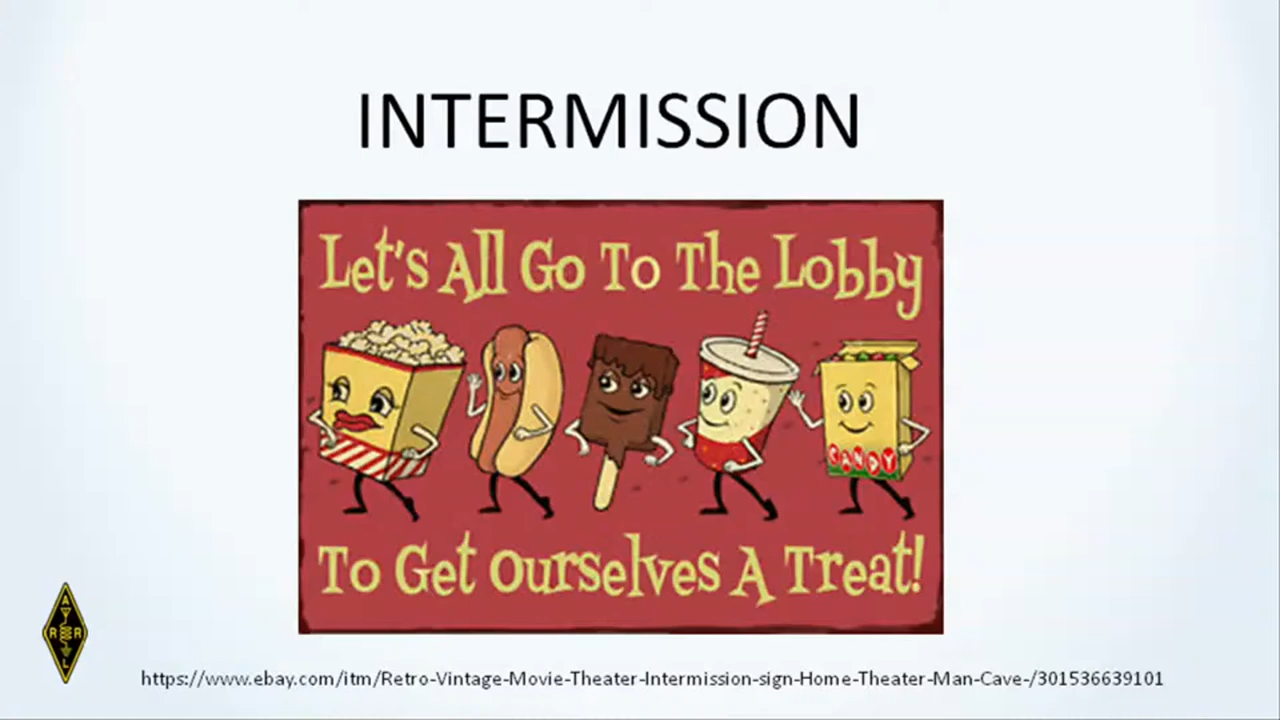 INTERMISSION
Let's All Go To The Lobby
CANDY
To Get Ourselves A Treat!
A
R R
L
https://www.ebay.com/itm/Retro-Vintage-Movie-Theater-Intermission-sign-Home-Theater-Man-Cave-/301536639101